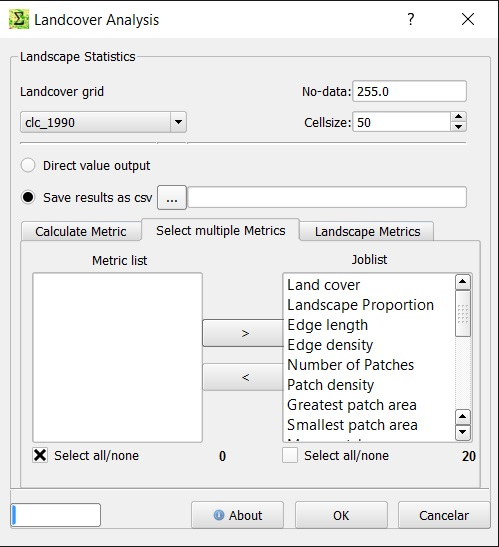 Landcover Analysis
?
Landscape Statistics
Landcover grid
No-data: 255.0
clc_1990
Cellsize: 50
Direct value output
Save results as csv ...
Calculate Metric Select multiple Metrics Landscape Metrics
Metric list Joblist
Land cover
Landscape Proportion
> Edge length
Edge density
Number of Patches
< Patch density
Greatest patch area
Smallest patch area
Select all/none 0 Select all/none 20
About OK Cancelar